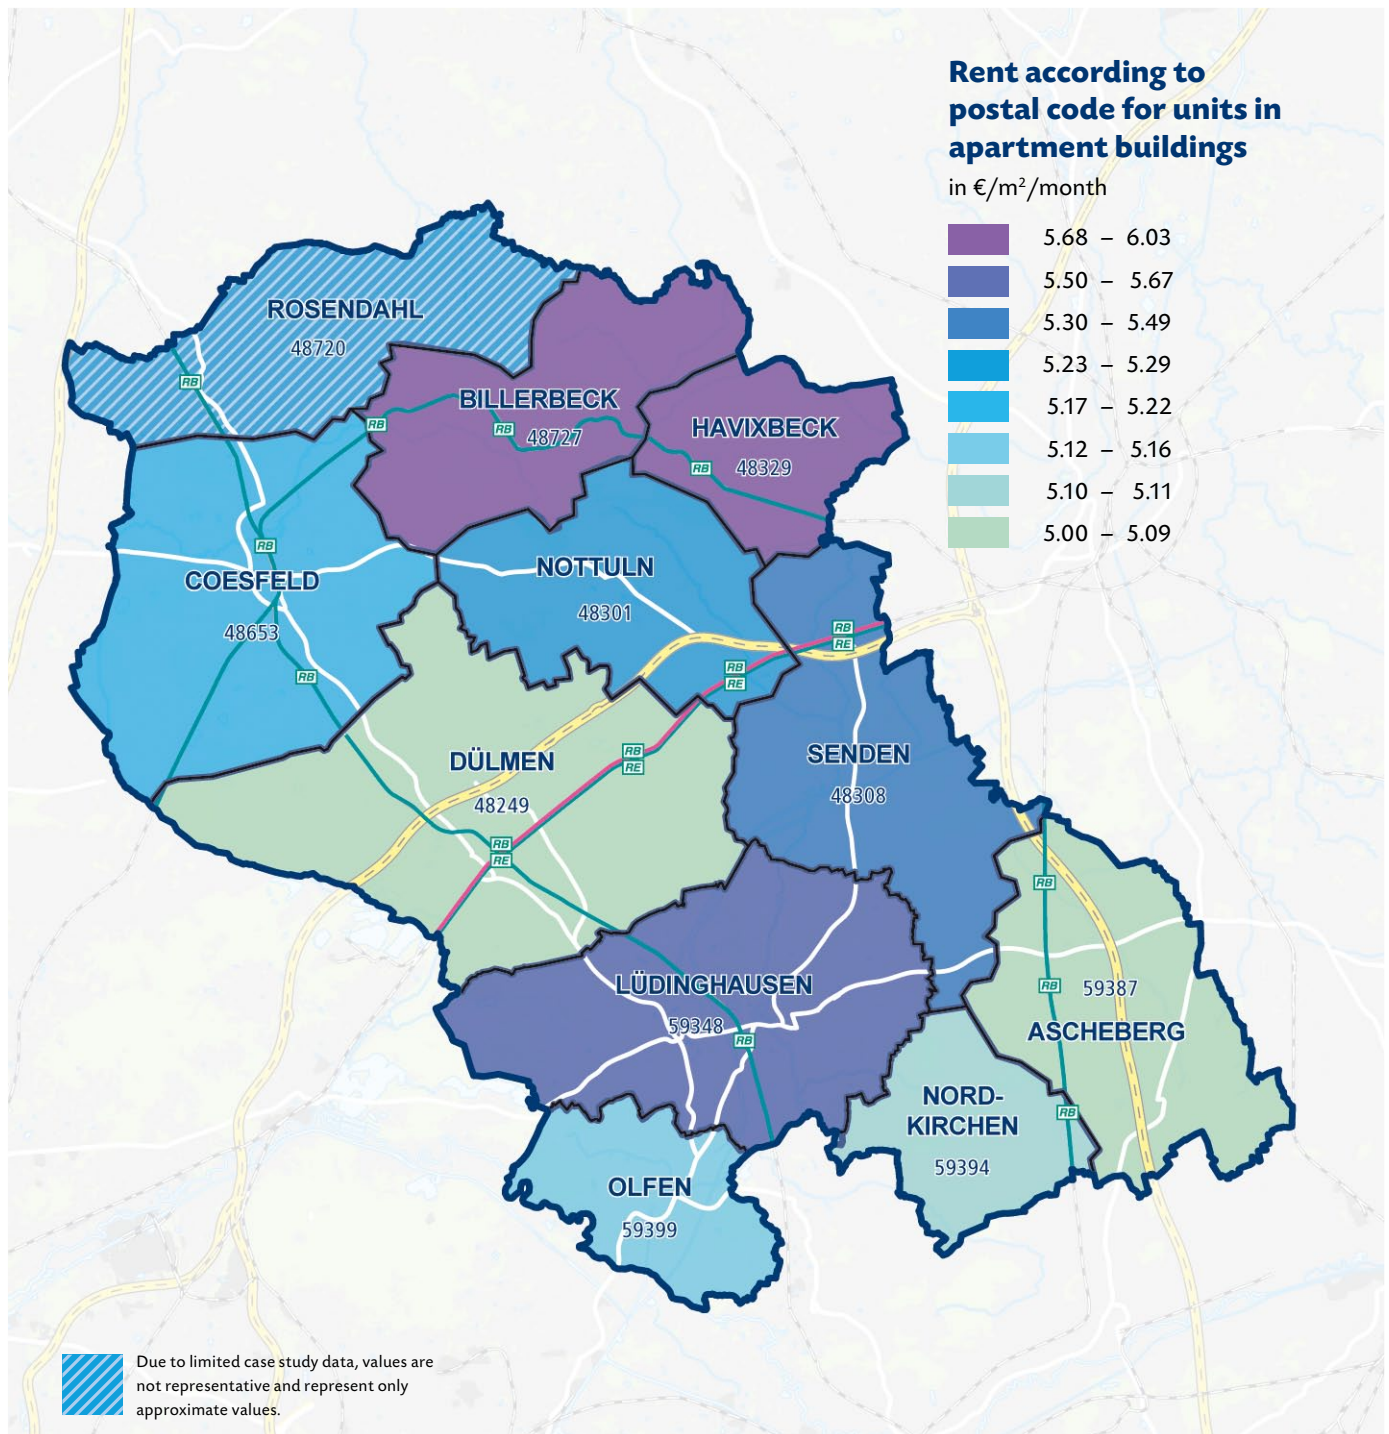 Rent according to
postal code for units in
apartment buildings
in €/m²/month
5.68 – 6.03
5.50 – 5.67
5.30 – 5.49
5.23 – 5.29
5.17 – 5.22
5.12 – 5.16
5.10 – 5.11
5.00 – 5.09
ROSENDAHL
48720
RB
BILLERBECK
RB
RB
48727
HAVIXBECK
48329
RB
RB
COESFELD
48653
RB
NOTTULN
48301
RB
RE
RB
RE
DÜLMEN
48249
RB
RE
RB
RE
SENDEN
48308
RB
59387
RB
ASCHEBERG
RB
LÜDINGHAUSEN
59348
RB
NORD-
KIRCHEN
59394
OLFEN
59399
Due to limited case study data, values are
not representative and represent only
approximate values.